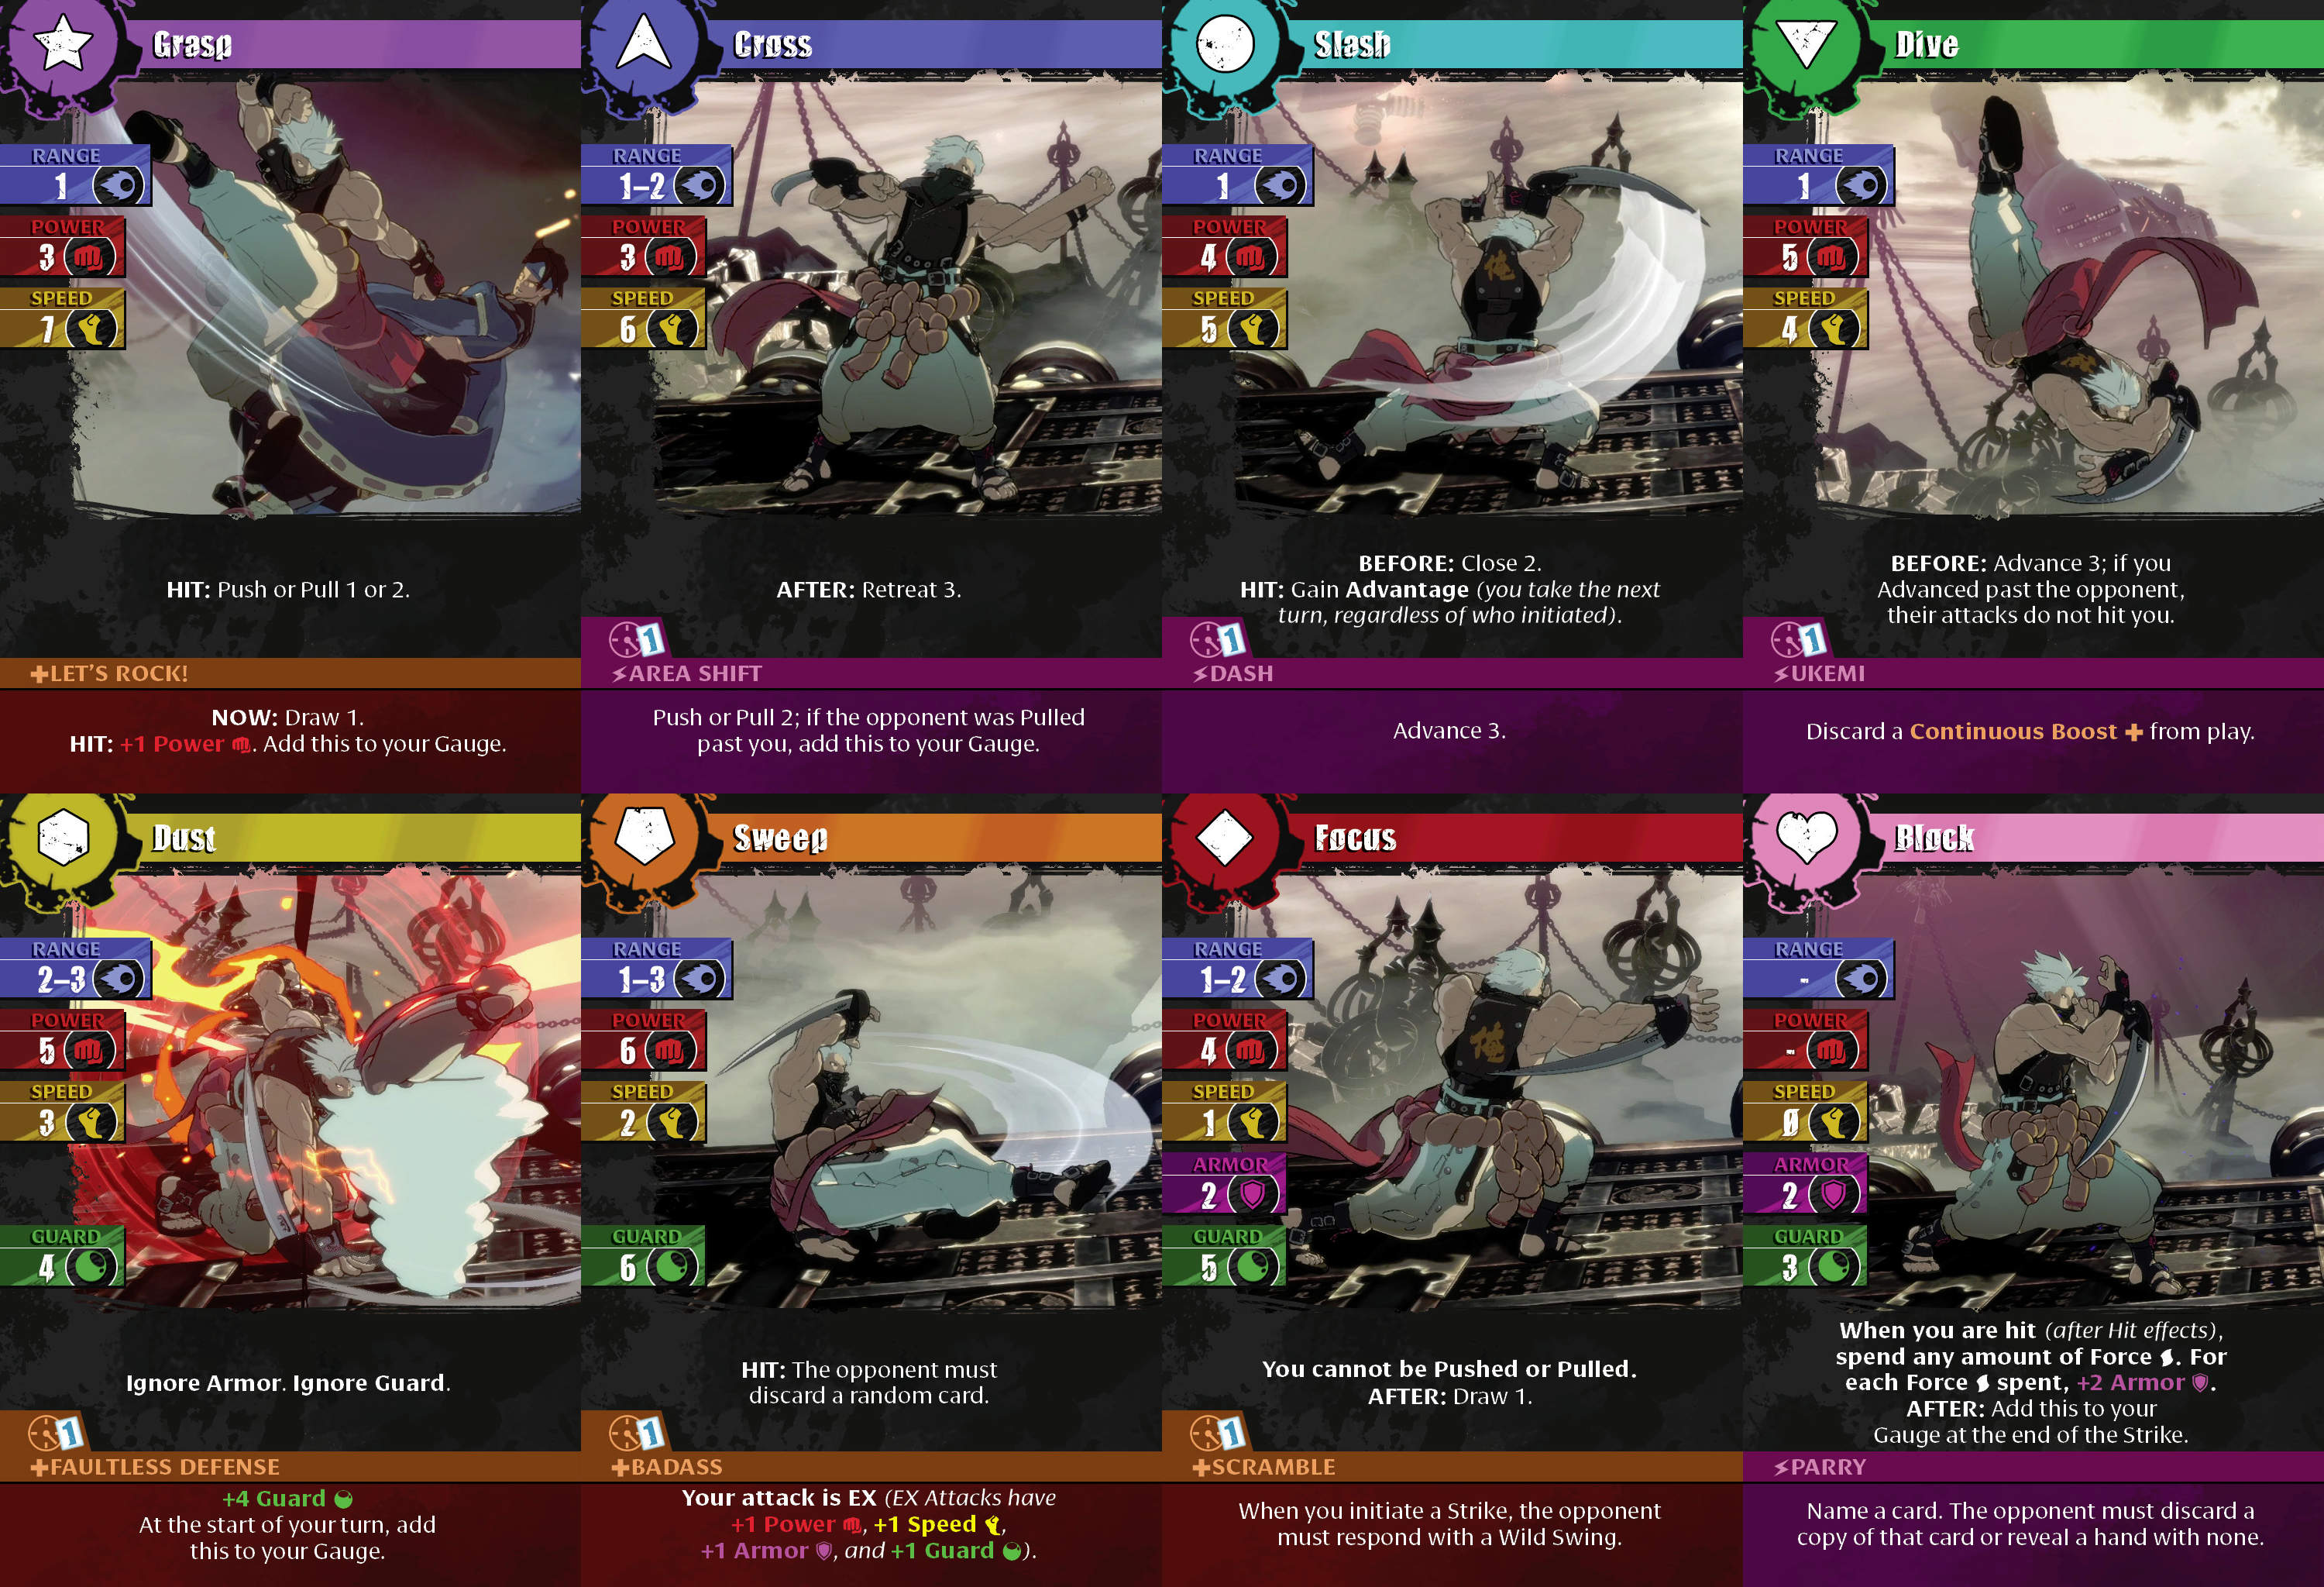 Grasp
RANGE
1
POWER
3
SPEED
7
HIT: Push or Pull 1 or 2.
LET'S ROCK!
NOW: Draw 1.
HIT: +1 Power. Add this to your Gauge.
Cross
RANGE
1–2
POWER
3
SPEED
6
AFTER: Retreat 3.
1
AREA SHIFT
Push or Pull 2; if the opponent was Pulled
past you, add this to your Gauge.
Slash
RANGE
1
POWER
4
SPEED
5
俺
BEFORE: Close 2.
HIT: Gain Advantage (you take the next
turn, regardless of who initiated).
1
DASH
Advance 3.
Dive
RANGE
1
POWER
5
SPEED
4
BEFORE: Advance 3; if you
Advanced past the opponent,
their attacks do not hit you.
1
UKEMI
Discard a Continuous Boost + from play.
Dust
RANGE
2–3
POWER
5
SPEED
3
GUARD
4
Ignore Armor. Ignore Guard.
1
FAULTLESS DEFENSE
+4 Guard
At the start of your turn, add
this to your Gauge.
Sweep
RANGE
1–3
POWER
6
SPEED
2
GUARD
6
HIT: The opponent must
discard a random card.
1
BADASS
Your attack is EX (EX Attacks have
+1 Power, +1 Speed,
+1 Armor, and +1 Guard).
Focus
RANGE
1–2
POWER
4
SPEED
1
ARMOR
2
GUARD
5
俺
You cannot be Pushed or Pulled.
AFTER: Draw 1.
1
SCRAMBLE
When you initiate a Strike, the opponent
must respond with a Wild Swing.
Block
RANGE
-
POWER
-
SPEED
0
ARMOR
2
GUARD
3
When you are hit (after Hit effects),
spend any amount of Force. For
each Force spent, +2 Armor.
AFTER: Add this to your
Gauge at the end of the Strike.
PARRY
Name a card. The opponent must discard a
copy of that card or reveal a hand with none.